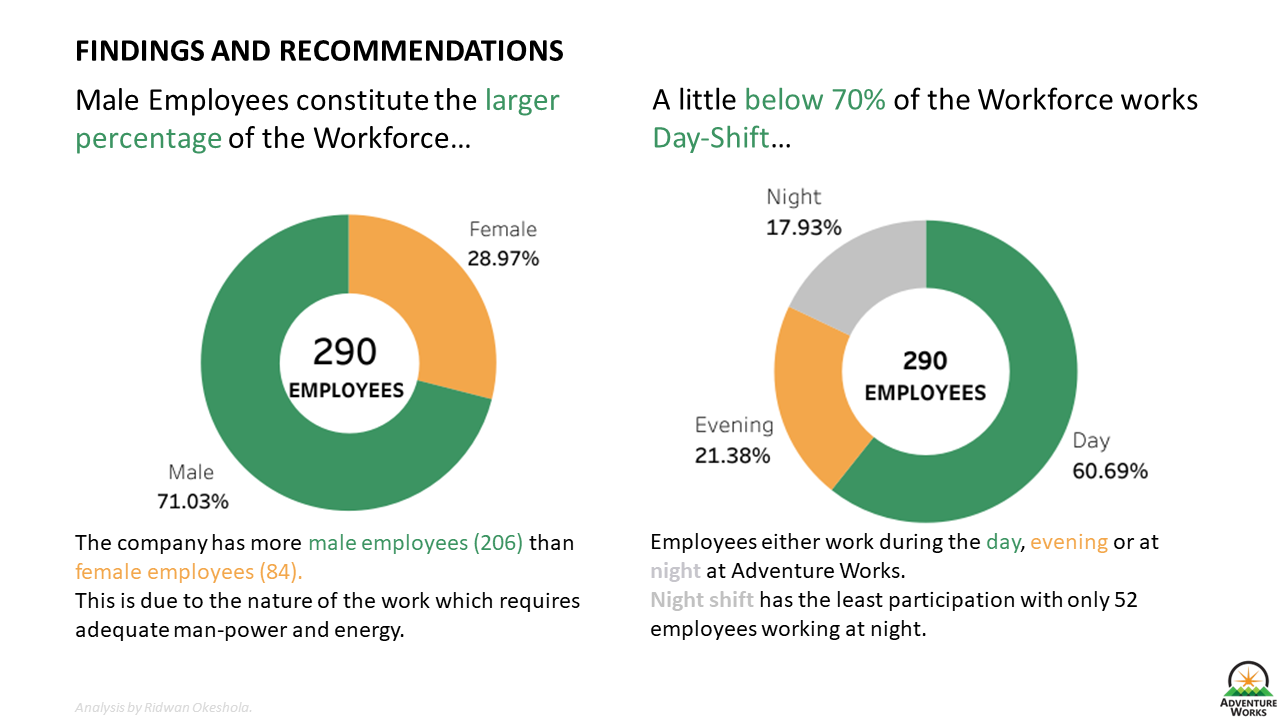 FINDINGS AND RECOMMENDATIONS
Male Employees constitute the larger
percentage of the Workforce…
Female
28.97%
290
EMPLOYEES
Male
71.03%
The company has more male employees (206) than
female employees (84).
This is due to the nature of the work which requires
adequate man-power and energy.
A little below 70% of the Workforce works
Day-Shift…
Night
17.93%
290
EMPLOYEES
Evening
21.38%
Day
60.69%
Employees either work during the day, evening or at
night at Adventure Works.
Night shift has the least participation with only 52
employees working at night.
Analysis by Ridwan Okeshola.
ADVENTURE
WORKS